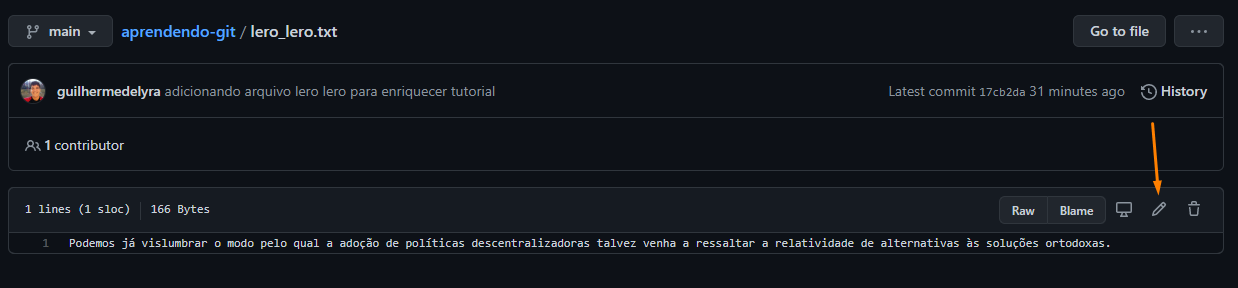 main aprendendo-git / lero_lero.txt Go to file ...
guilhermedelyra adicionando arquivo lero lero para enriquecer tutorial Latest commit 17cb2da 31 minutes ago History
1 contributor
1 lines (1 sloc) 166 Bytes Raw Blame
1 Podemos já vislumbrar o modo pelo qual a adoção de políticas descentralizadoras talvez venha a ressaltar a relatividade de alternativas às soluções ortodoxas.